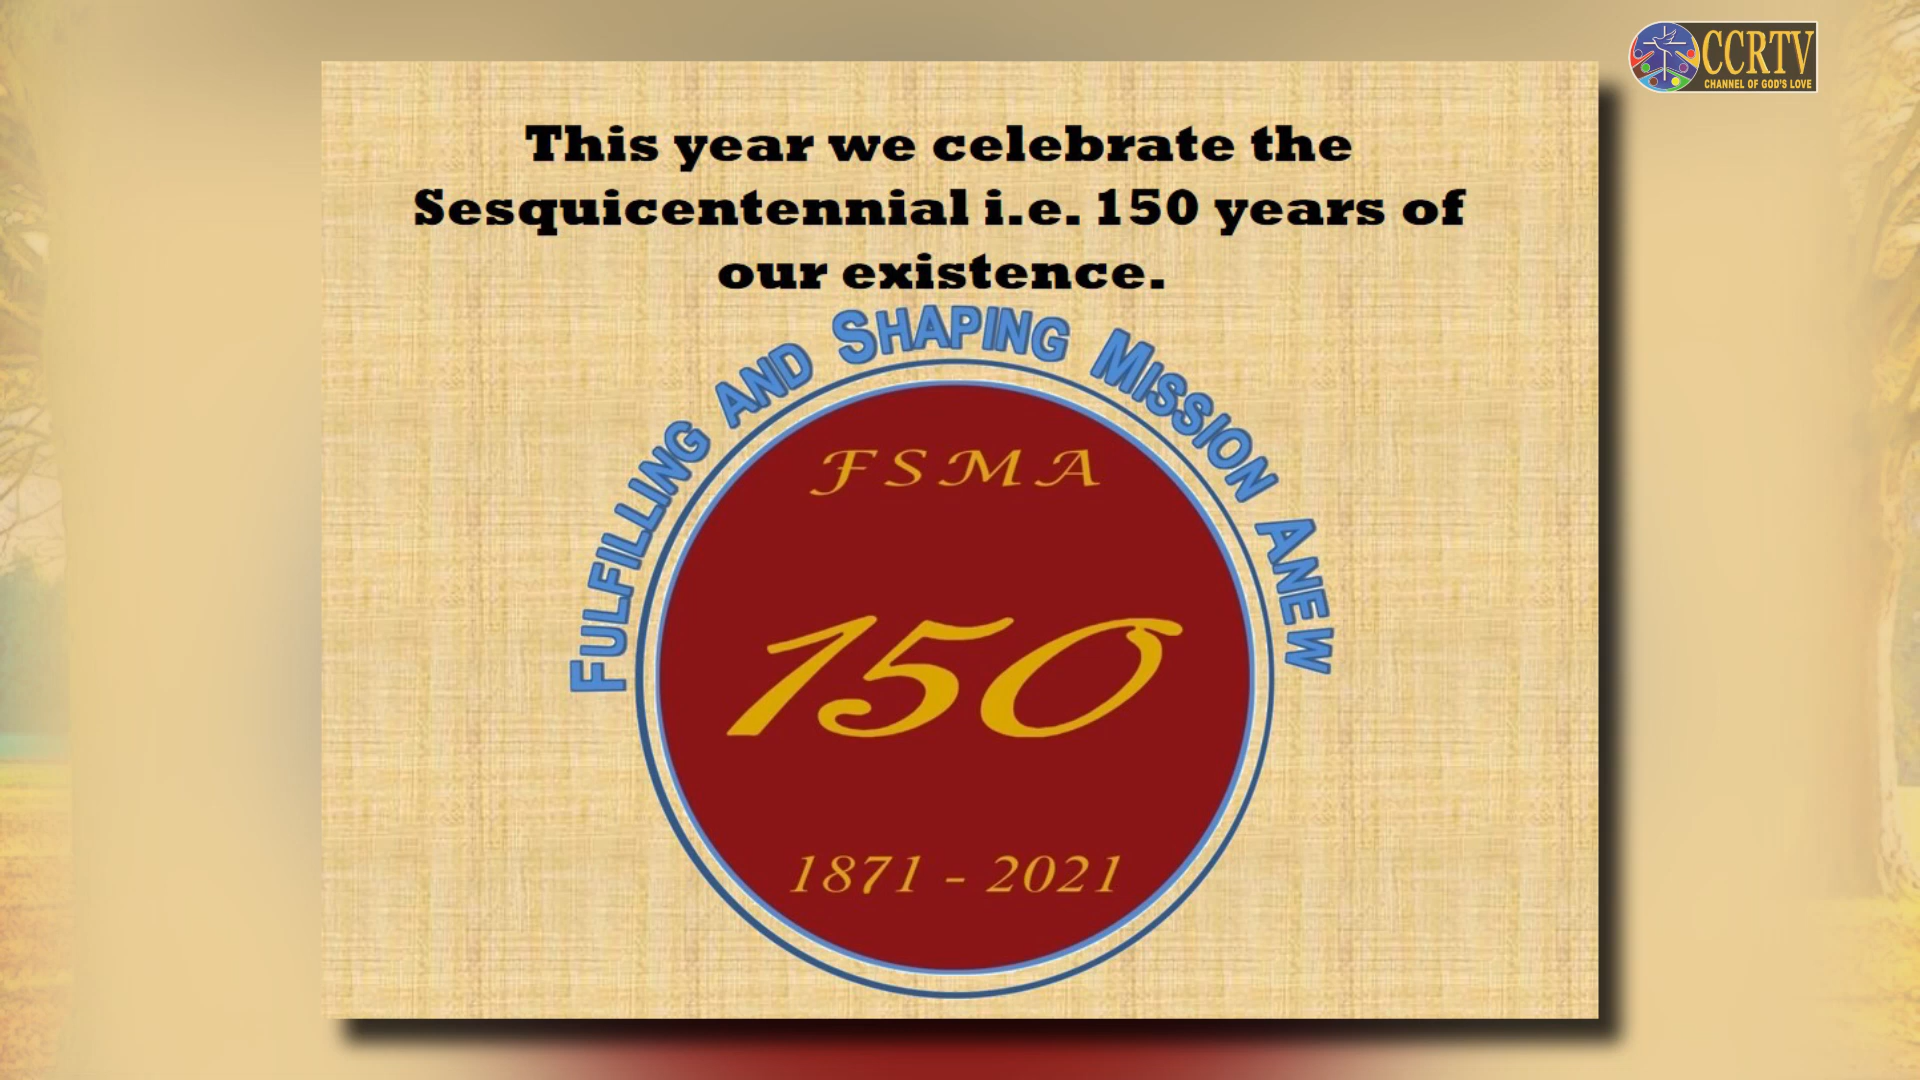 CCRTV
CHANNEL OF GOD'S LOVE
This year we celebrate the
Sesquicentennial i.e. 150 years of
our existence.
FULFILLING AND SHAPING MISSION ANEW
FSMA
150
1871 - 2021